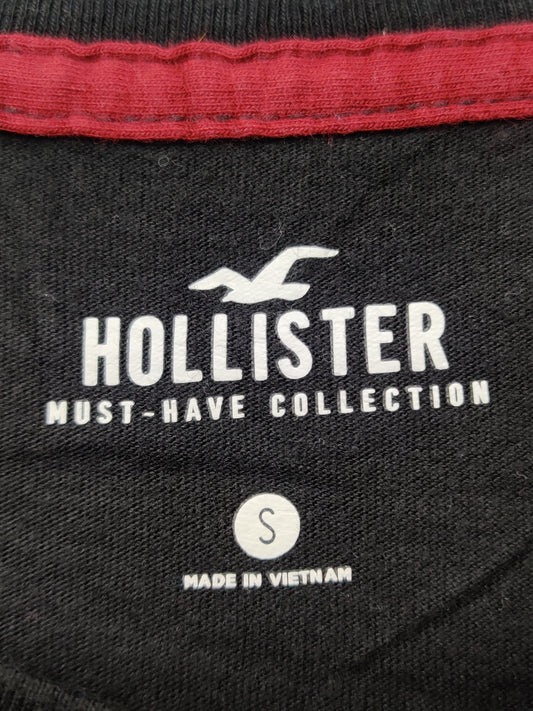 HOLLISTER
MUST-HAVE COLLECTION
S
MADE IN VIETNAM